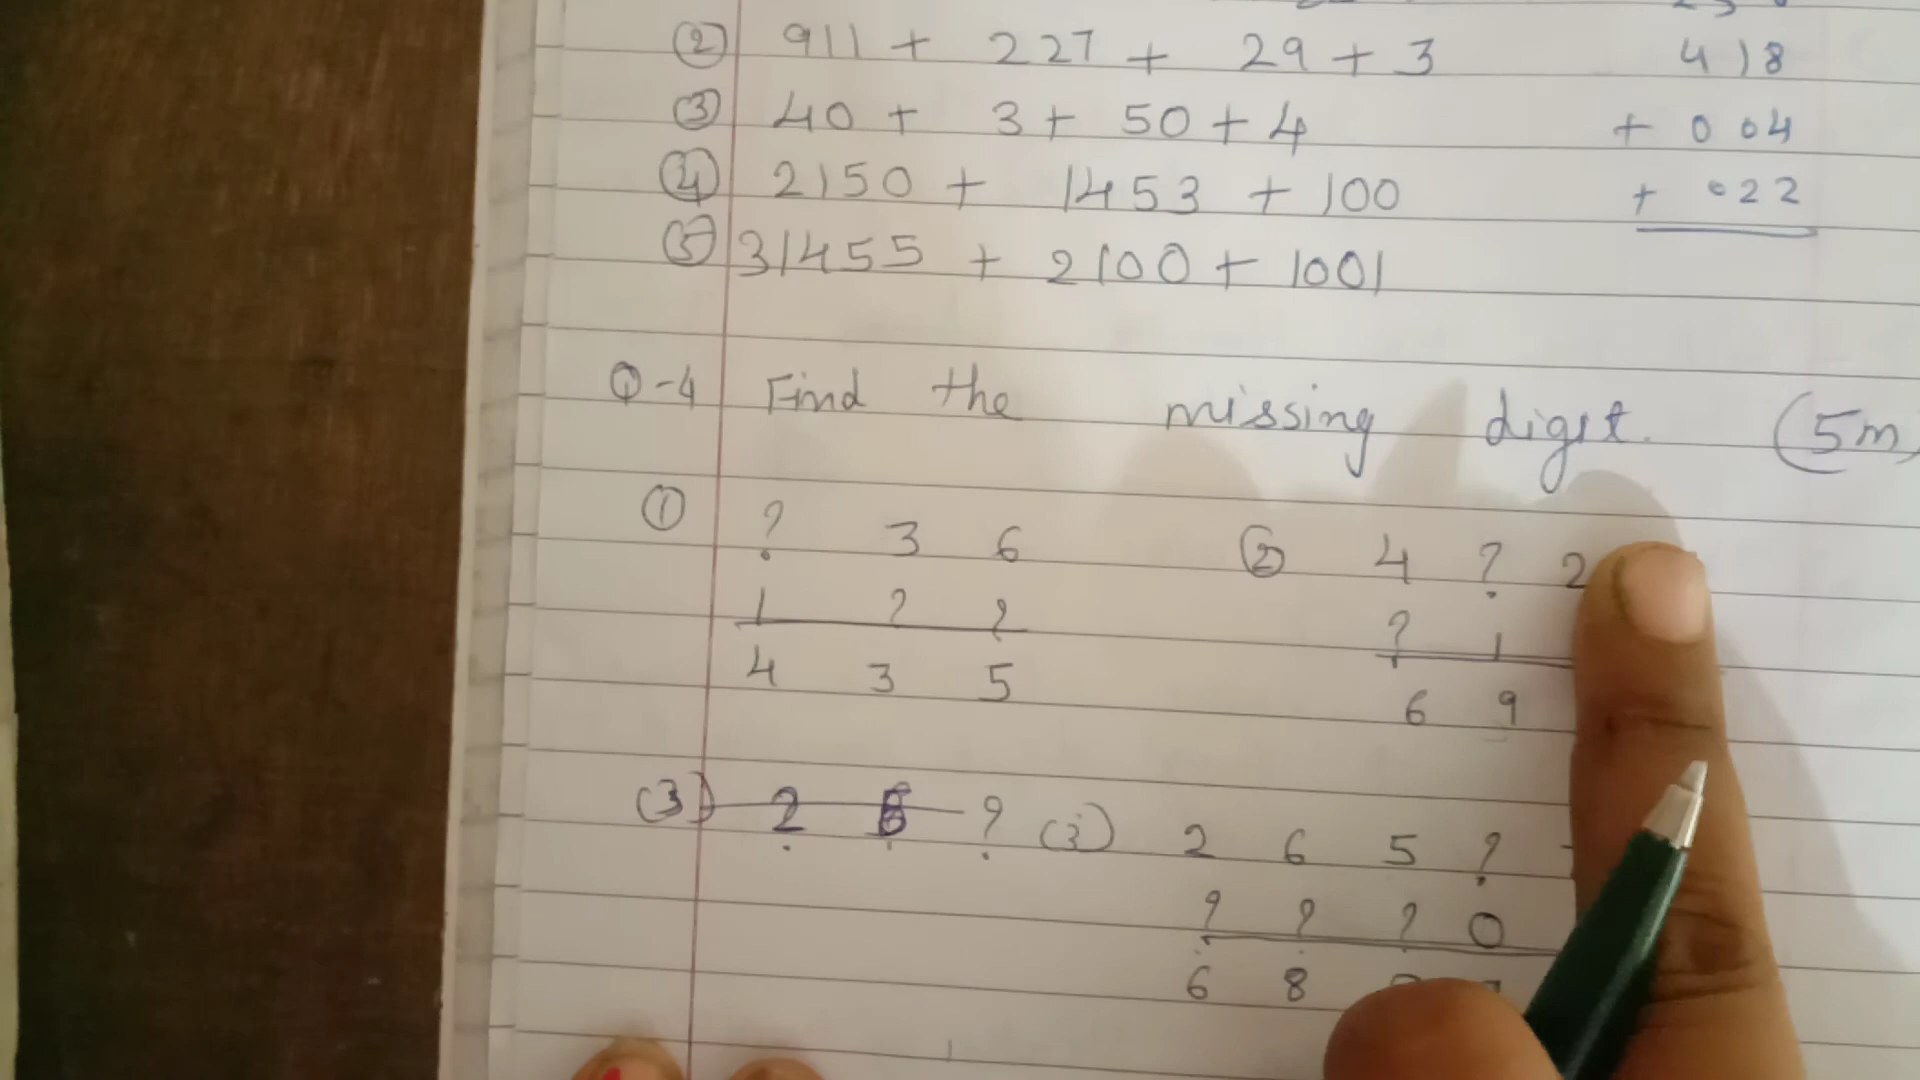 (2) 911 + 227 + 29 + 3 418
(3) 40 + 3 + 50 + 4 + 004
(4) 2150 + 1453 + 100 + 022
(5) 31455 + 2100 + 1001
Q-4 Find the missing digit. (5m)
(1) ? 3 6 (2) 4 ? 2
1 ? ? ? 1
4 3 5 6 9
(3) 2 ? (3) 2 6 5 ?
? ? ? 0
6 8